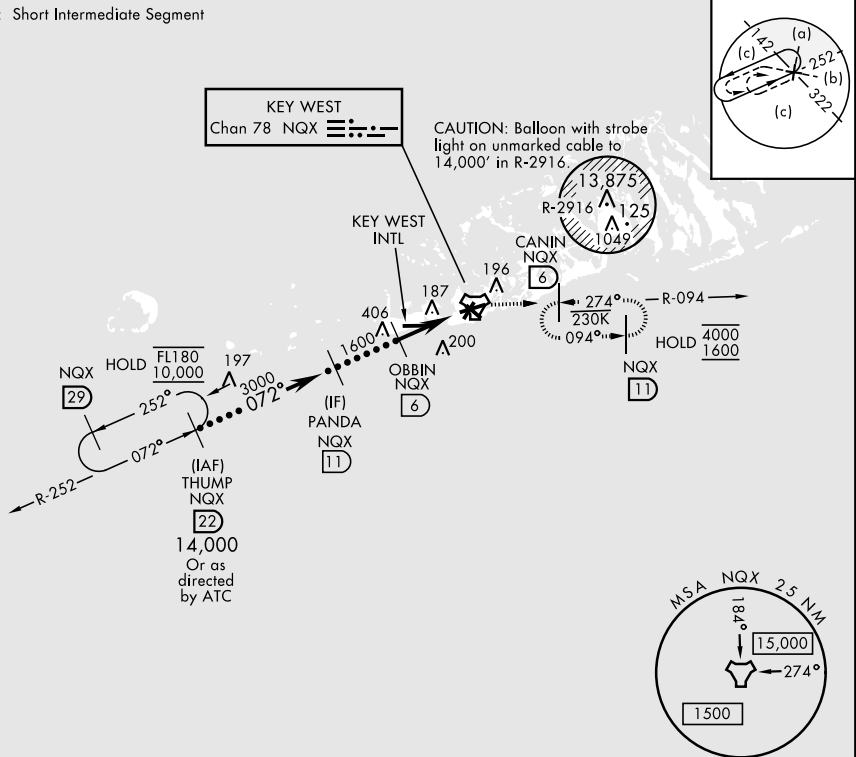 Short Intermediate Segment
(a)
142
(c)
252
(b)
322
(c)
KEY WEST
Chan 78 NQX
CAUTION: Balloon with strobe
light on unmarked cable to
14,000' in R-2916.
13,875
R-2916
125
1049
KEY WEST
INTL
CANIN
NQX
6
196
187
406
200
274°
230K
094°
R-094
HOLD
4000
1600
NQX
11
OBBIN
NQX
6
1600
HOLD
FL180
10,000
197
3000
072°
NQX
29
252°
072°
R-252
(IF)
PANDA
NQX
11
(IAF)
THUMP
NQX
22
14,000
Or as
directed
by ATC
MSA NQX 25 NM
184°
15,000
274°
1500